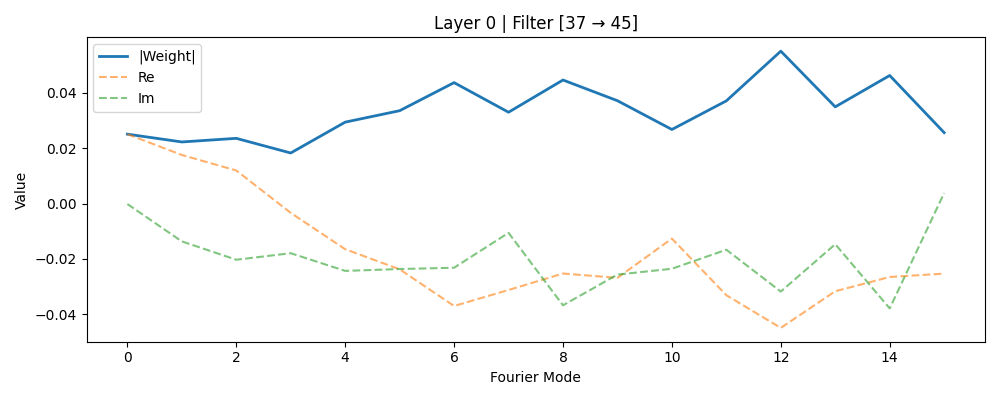 Layer 0 | Filter [37 → 45]
|Weight|
Re
Im
Value
0.04
0.02
0.00
−0.02
−0.04
0 2 4 6 8 10 12 14
Fourier Mode